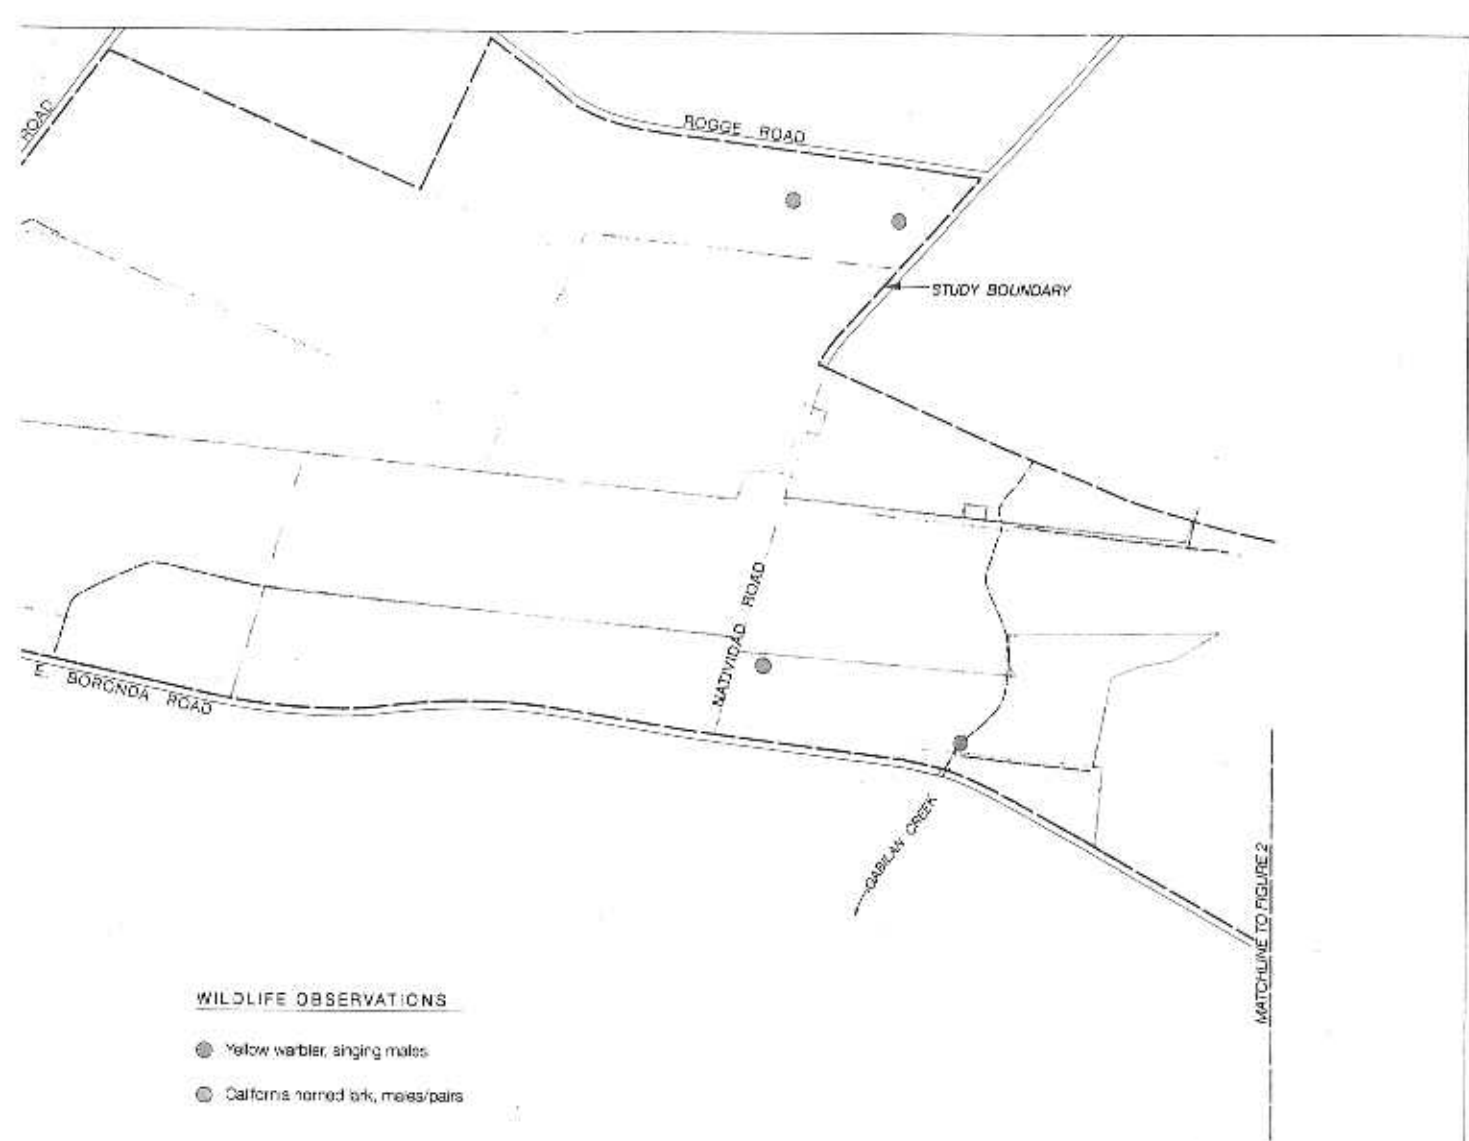 ROAD
ROGGE ROAD
STUDY BOUNDARY
NATIVIDAD ROAD
E. BORONDA ROAD
GABILAN CREEK
MATCHLINE TO FIGURE 2
WILDLIFE OBSERVATIONS
Yellow warbler, singing males
California horned lark, males/pairs